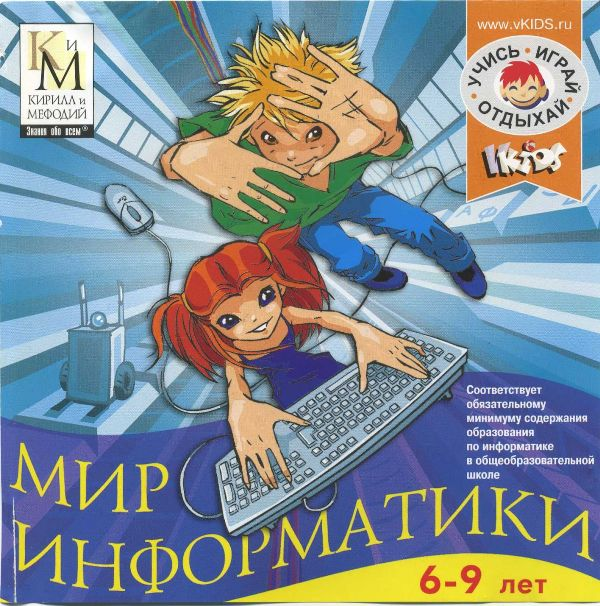 www.vKIDS.ru
КиМ
КИРИЛЛ и
МЕФОДИЙ
Знания обо всем®
УЧИСЬ · ИГРАЙ
ОТДЫХАЙ
VKiDS
Соответствует
обязательному
минимуму содержания
образования
по информатике
в общеобразовательной
школе
МИР
ИНФОРМАТИКИ
6-9 лет